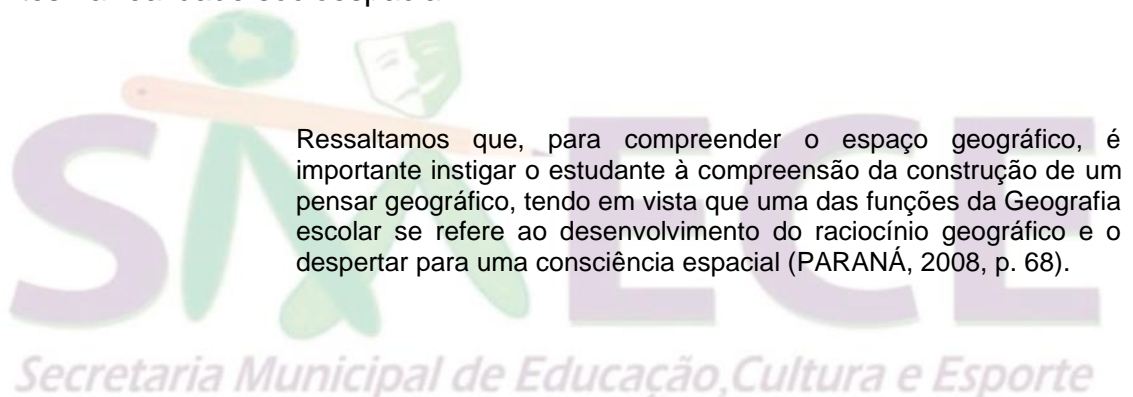 Ressaltamos que, para compreender o espaço geográfico, é
importante instigar o estudante à compreensão da construção de um
pensar geográfico, tendo em vista que uma das funções da Geografia
escolar se refere ao desenvolvimento do raciocínio geográfico e o
despertar para uma consciência espacial (PARANÁ, 2008, p. 68).
SMECE
Secretaria Municipal de Educação,Cultura e Esporte